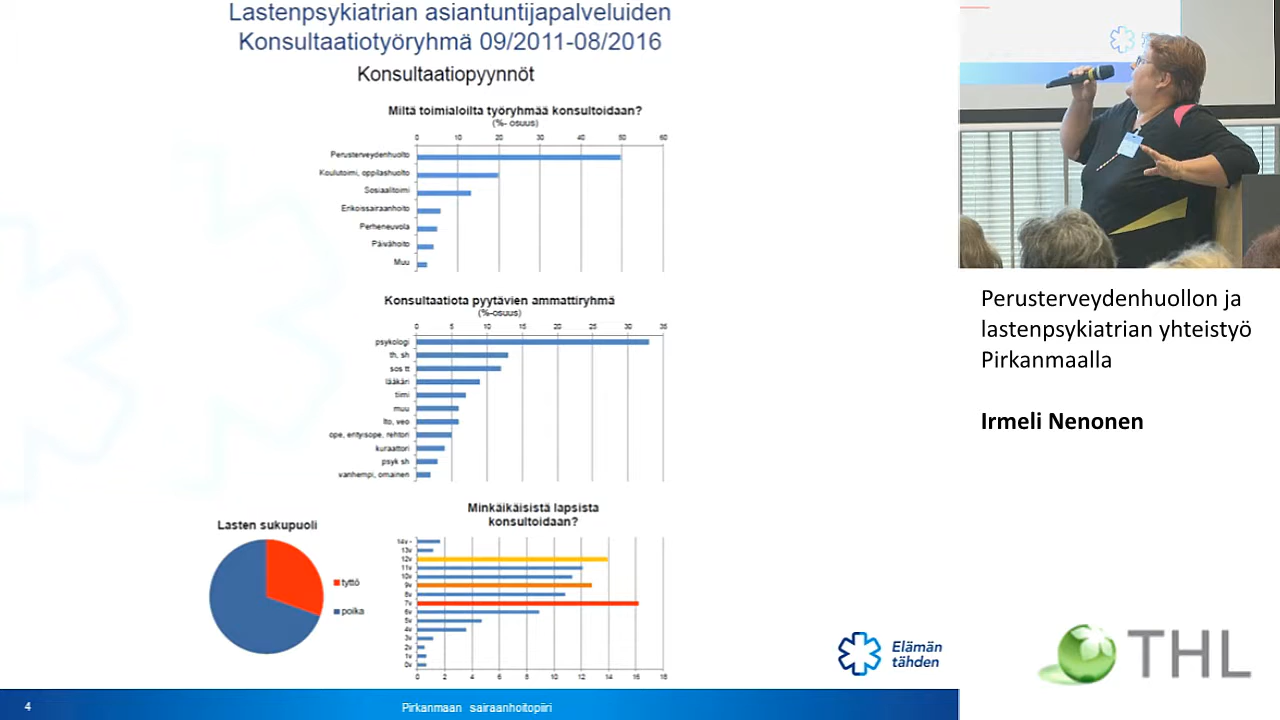 Lastenpsykiatrian asiantuntijapalveluiden
Konsultaatiotyöryhmä 09/2011-08/2016
Konsultaatiopyynnöt
Miltä toimialoilta työryhmää konsultoidaan?
(%- osuus)
0 10 20 30 40 50 60
Perusterveydenhuolto
Koulutoimi, oppilashuolto
Sosiaalitoimi
Erikoissairaanhoito
Perheneuvola
Päivähoito
Muu
Konsultaatiota pyytävien ammattiryhmä
(%-osuus)
0 5 10 15 20 25 30 35
psykologi
th, sh
sos tt
lääkäri
tiimi
muu
lto, veo
ope, erityisope, rehtori
kuraattori
psyk sh
vanhempi, omainen
Lasten sukupuoli
tyttö
poika
Minkäikäisistä lapsista
konsultoidaan?
14v -
13v
12v
11v
10v
9v
8v
7v
6v
5v
4v
3v
2v
1v
0v
0 2 4 6 8 10 12 14 16 18
Elämän
tähden
4
Pirkanmaan sairaanhoitopiiri
Perusterveydenhuollon ja
lastenpsykiatrian yhteistyö
Pirkanmaalla
Irmeli Nenonen
THL